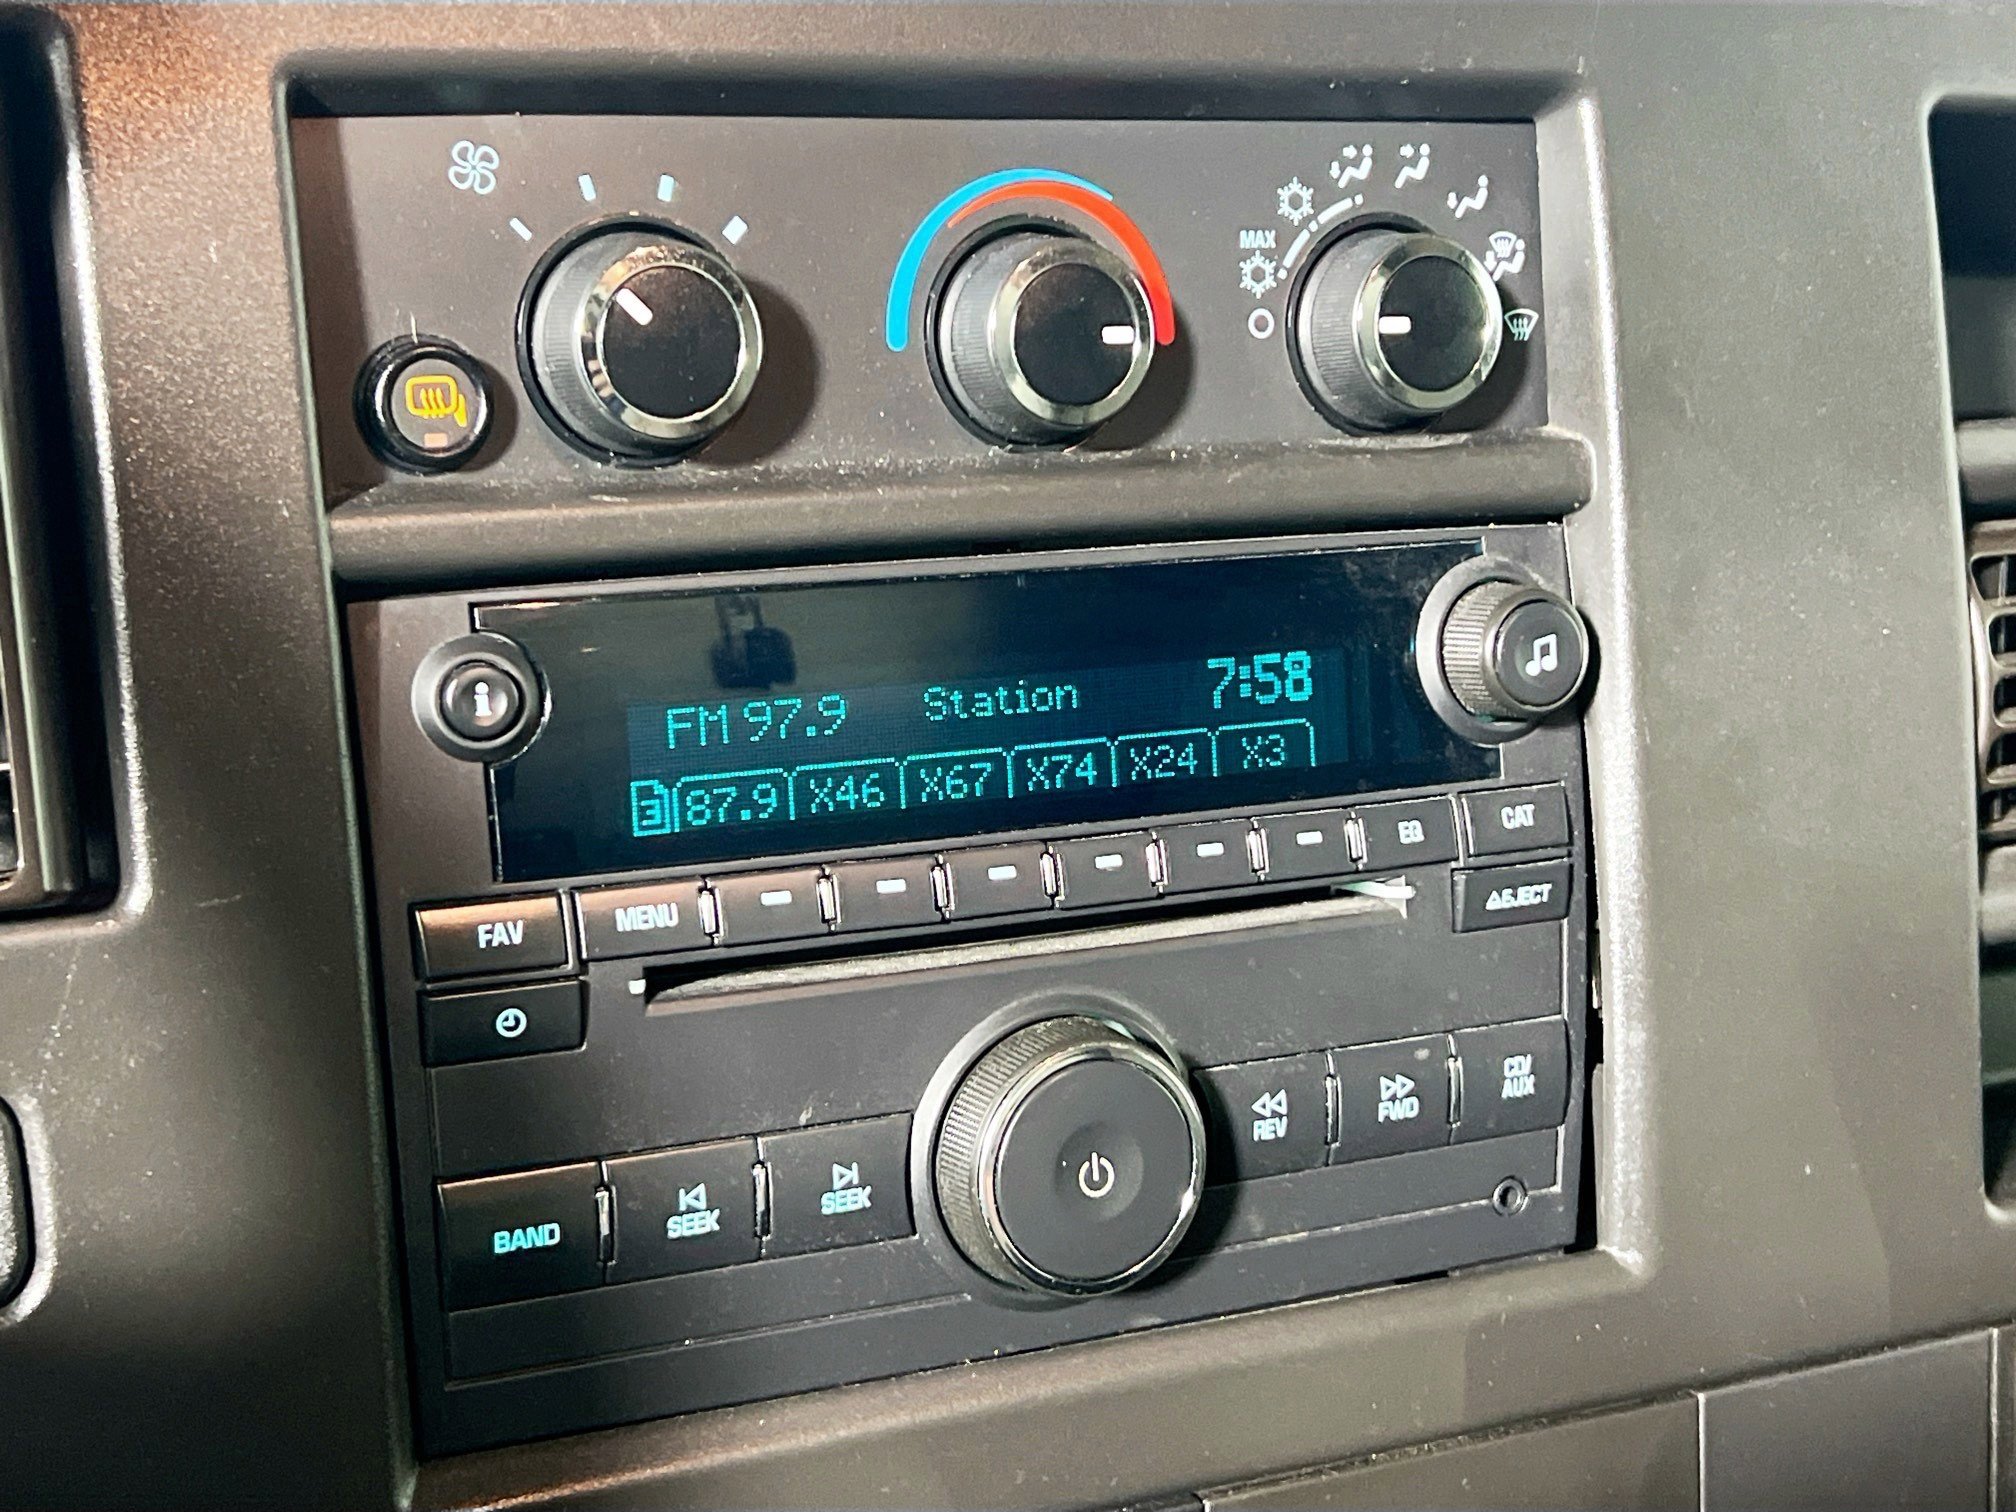 MAX
i
FM 97.9 Station 7:58
3 87.9 X46 X67 X74 X24 X3
FAV MENU EQ CAT
EJECT
REV
FWD
CD/
AUX
BAND
SEEK
SEEK